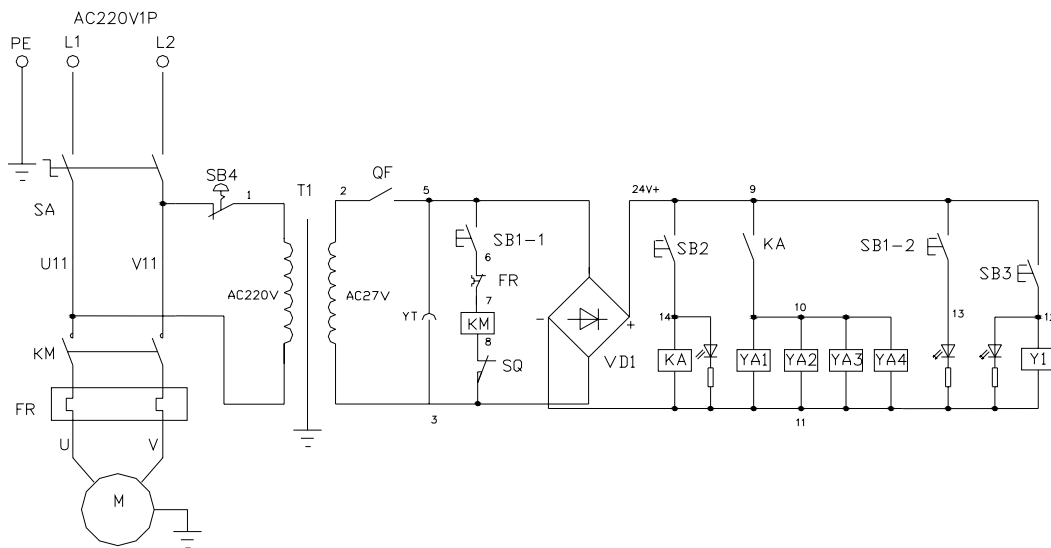 AC220V1P
PE
L1
L2
SB4
1
T1
2
QF
5
24V+
9
SA
SB1-1
SB2
KA
SB1-2
6
U11
V11
FR
SB3
AC220V
AC27V
7
YT
KM
14
10
13
-
+
8
KM
SQ
VD1
KA
YA1
YA2
YA3
YA4
Y1
FR
3
11
U
V
M